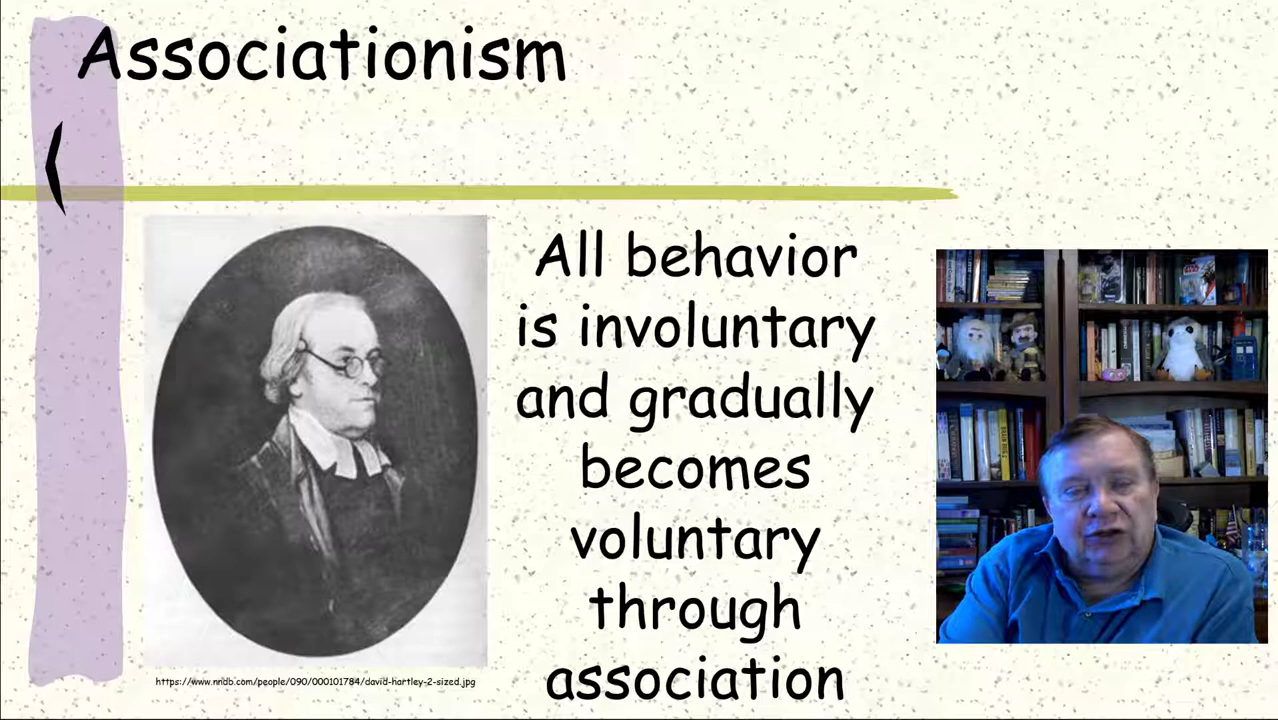 Associationism
All behavior
is involuntary
and gradually
becomes
voluntary
through
association
https://www.nndb.com/people/090/000101784/david-hartley-2-sized.jpg